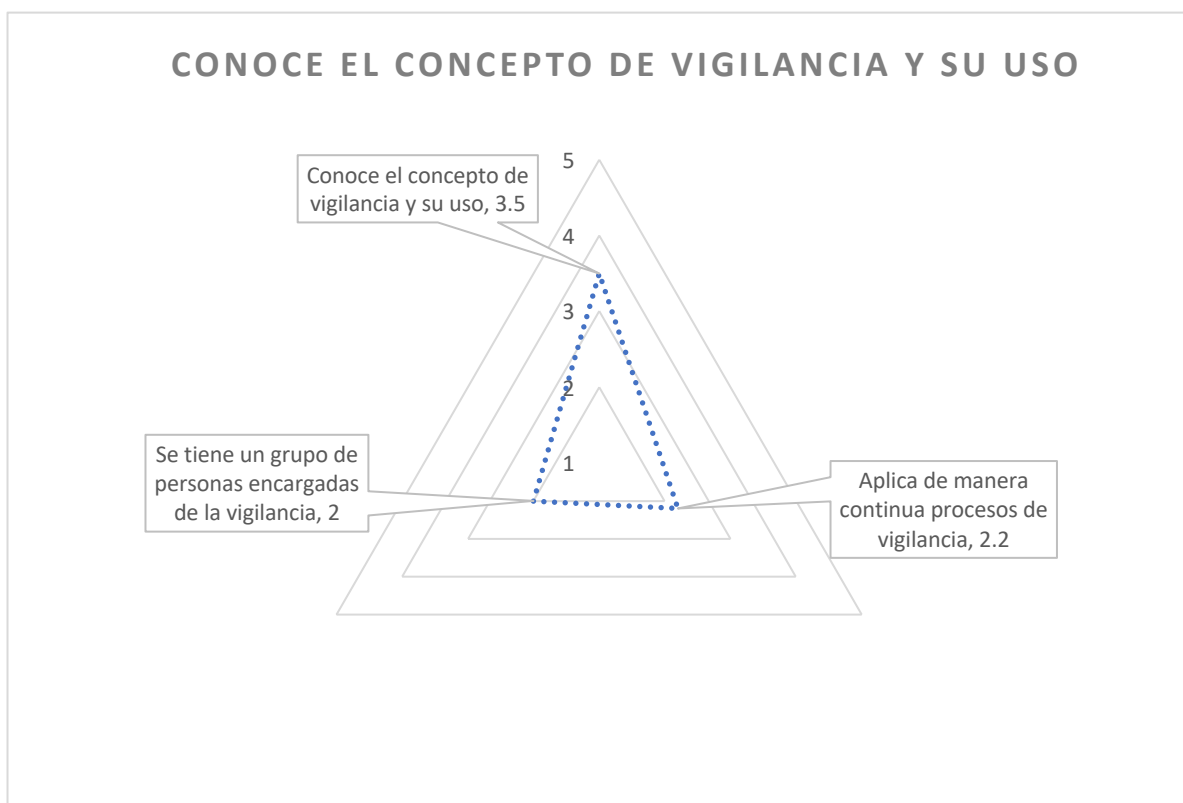 CONOCE EL CONCEPTO DE VIGILANCIA Y SU USO
5
Conoce el concepto de
vigilancia y su uso, 3.5
4
3
2
1
Se tiene un grupo de
personas encargadas
de la vigilancia, 2
Aplica de manera
continua procesos de
vigilancia, 2.2